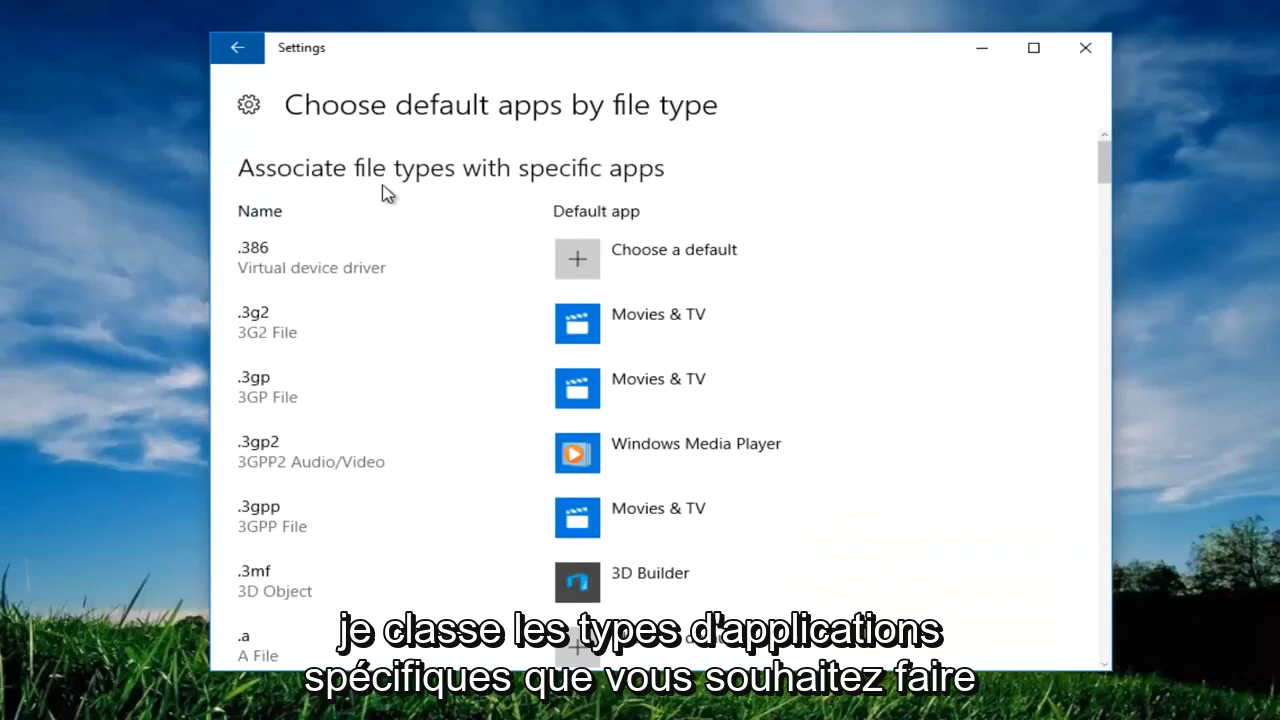 Settings
Choose default apps by file type
Associate file types with specific apps
Name Default app
.386 Choose a default
Virtual device driver
.3g2 Movies & TV
3G2 File
.3gp Movies & TV
3GP File
.3gp2 Windows Media Player
3GPP2 Audio/Video
.3gpp Movies & TV
3GPP File
.3mf 3D Builder
3D Object
.a
A File
je classe les types d'applications
spécifiques que vous souhaitez faire